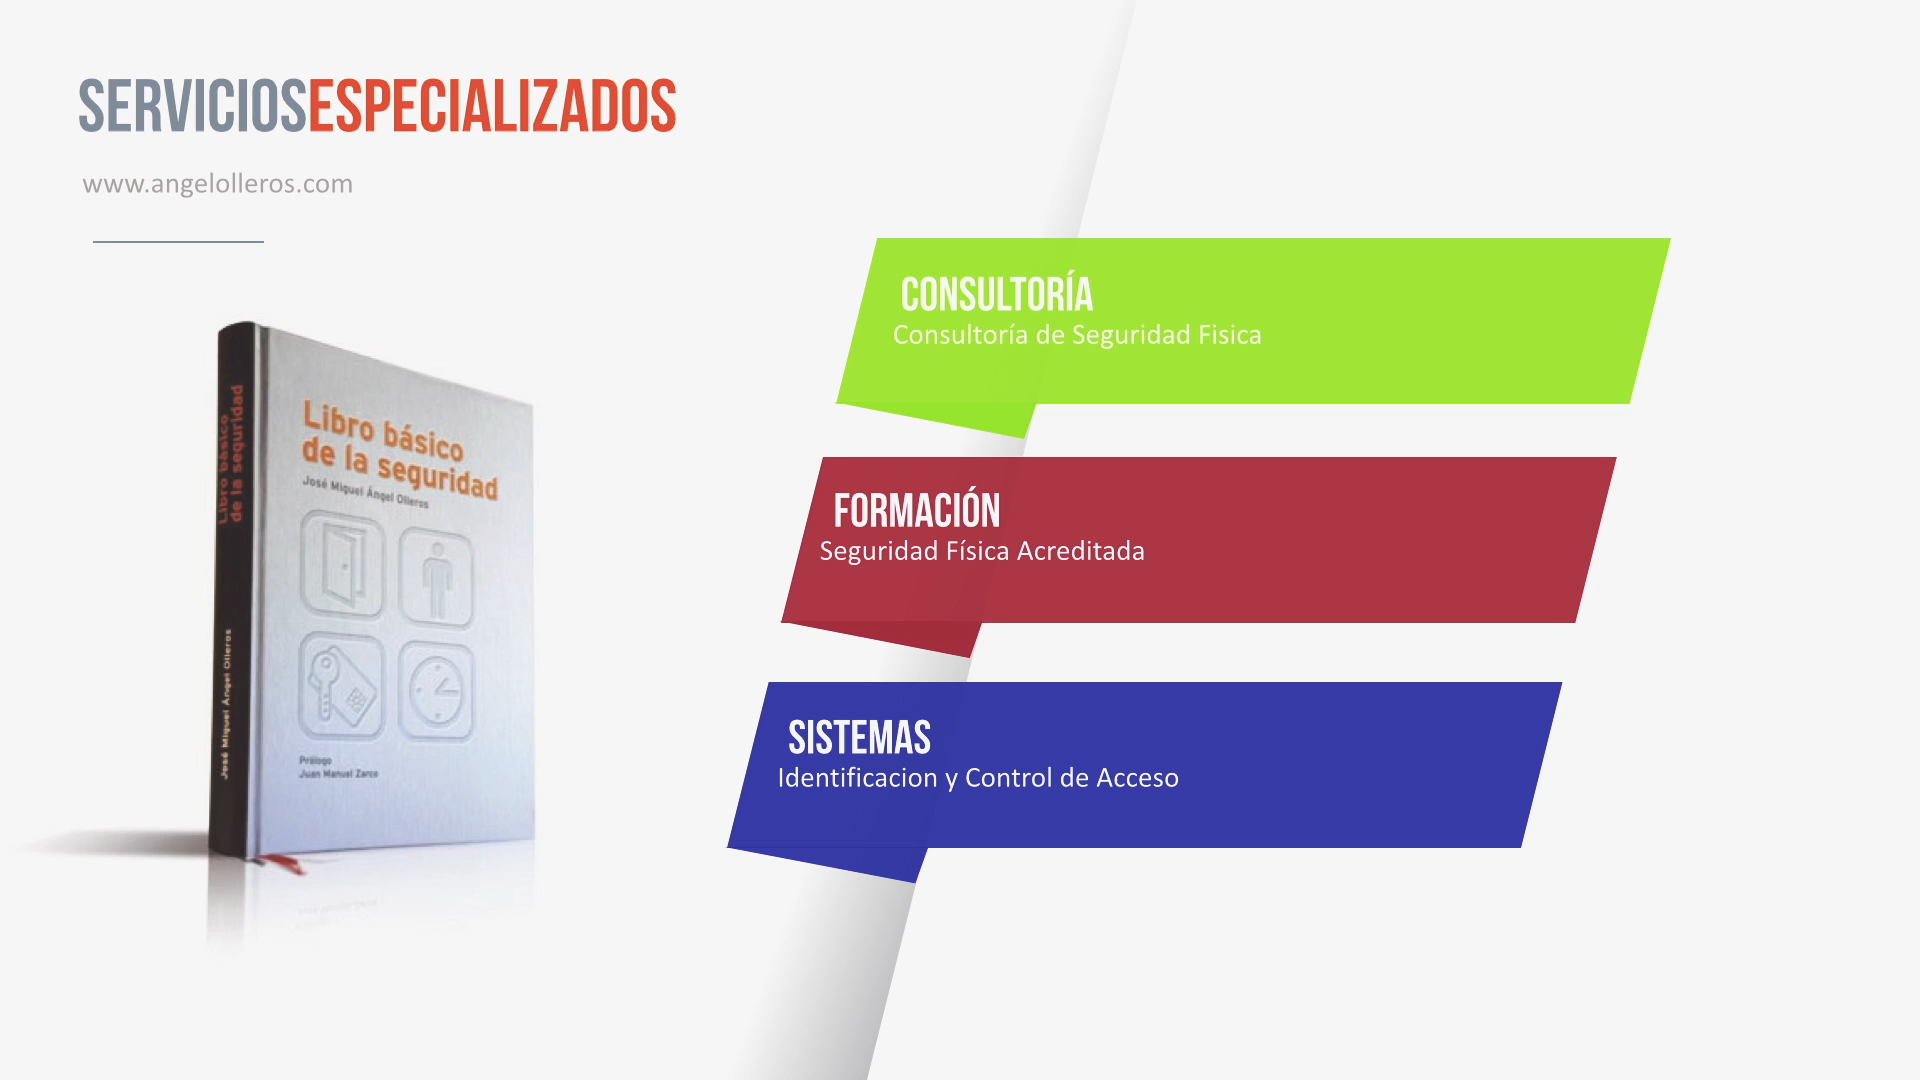 SERVICIOSESPECIALIZADOS
www.angelolleros.com
CONSULTORÍA
Consultoría de Seguridad Fisica
FORMACIÓN
Seguridad Física Acreditada
SISTEMAS
Identificacion y Control de Acceso
Libro básico
de la seguridad
José Miguel Ángel Olleros
Libro básico
de la seguridad
José Miguel Ángel Olleros
Prólogo
Juan Manuel Zarco